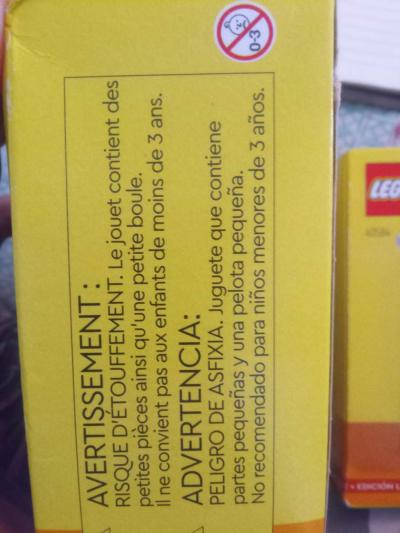 0-3
AVERTISSEMENT :
RISQUE D'ÉTOUFFEMENT. Le jouet contient des
petites pièces ainsi qu'une petite boule.
Il ne convient pas aux enfants de moins de 3 ans.
ADVERTENCIA:
PELIGRO DE ASFIXIA. Juguete que contiene
partes pequeñas y una pelota pequeña.
No recomendado para niños menores de 3 años.
LEG
• EDICIÓN L